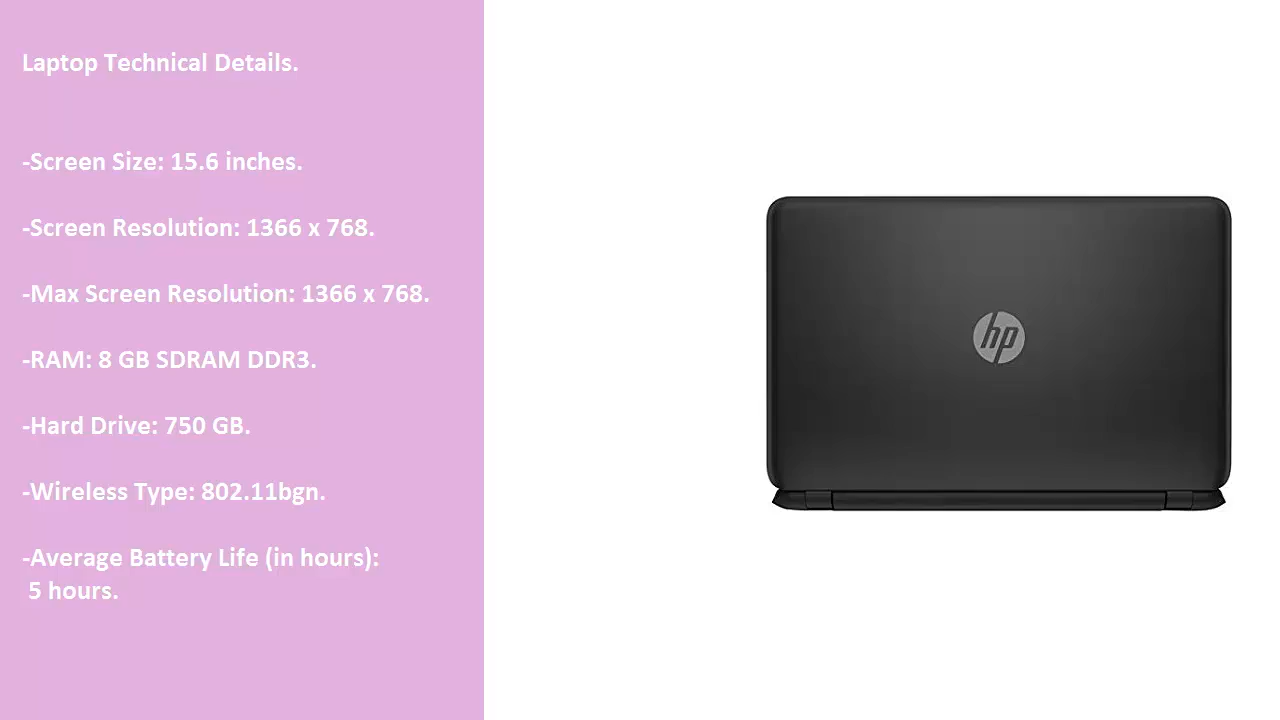 Laptop Technical Details.
-Screen Size: 15.6 inches.
-Screen Resolution: 1366 x 768.
-Max Screen Resolution: 1366 x 768.
-RAM: 8 GB SDRAM DDR3.
-Hard Drive: 750 GB.
-Wireless Type: 802.11bgn.
-Average Battery Life (in hours):
5 hours.
hp